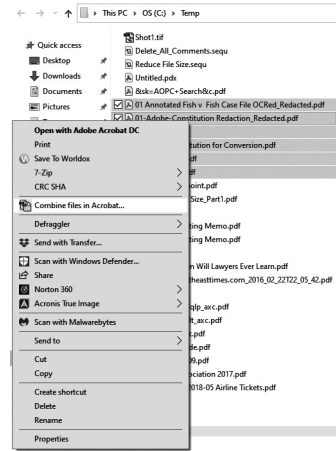 This PC > OS (C:) > Temp
Quick access
Desktop
Downloads
Documents
Pictures
Shot1.tif
Delete_All_Comments.sequ
Reduce File Size.sequ
Untitled.pdx
&sk=AOPC+Search&c.pdf
01 Annotated Fish v Fish Case File OCRed_Redacted.pdf
01-Adobe-Constitution Redaction_Redacted.pdf
tution for Conversion.pdf
df
df
point.pdf
Size_Part1.pdf
ting Memo.pdf
ting Memo.pdf
n Will Lawyers Ever Learn.pdf
theasttimes.com_2016_02_22T22_05_42.pdf
qlp_axc.pdf
lt_axc.pdf
c.pdf
de.pdf
09.pdf
ociation 2017.pdf
018-05 Airline Tickets.pdf
Open with Adobe Acrobat DC
Print
Save To Worldox
7-Zip
CRC SHA
Combine files in Acrobat...
Defraggler
Send with Transfer...
Scan with Windows Defender...
Share
Norton 360
Acronis True Image
Scan with Malwarebytes
Send to
Cut
Copy
Create shortcut
Delete
Rename
Properties